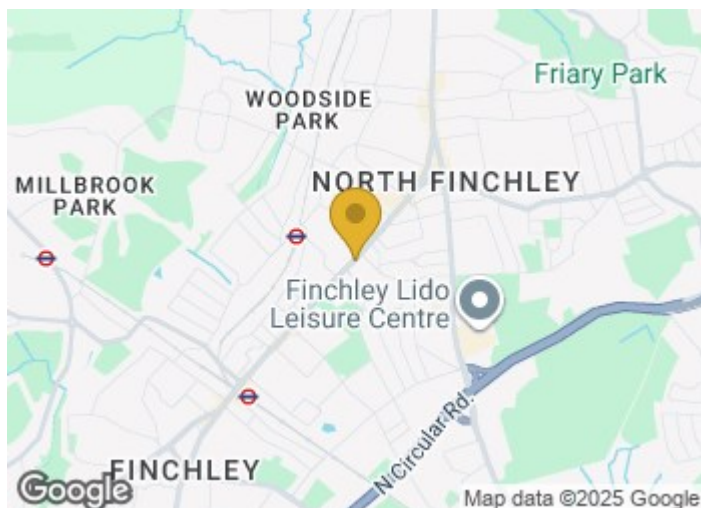 Friary Park
WOODSIDE
PARK
NORTH FINCHLEY
MILLBROOK
PARK
Finchley Lido
Leisure Centre
N Circular Rd.
FINCHLEY
Google
Map data ©2025 Google